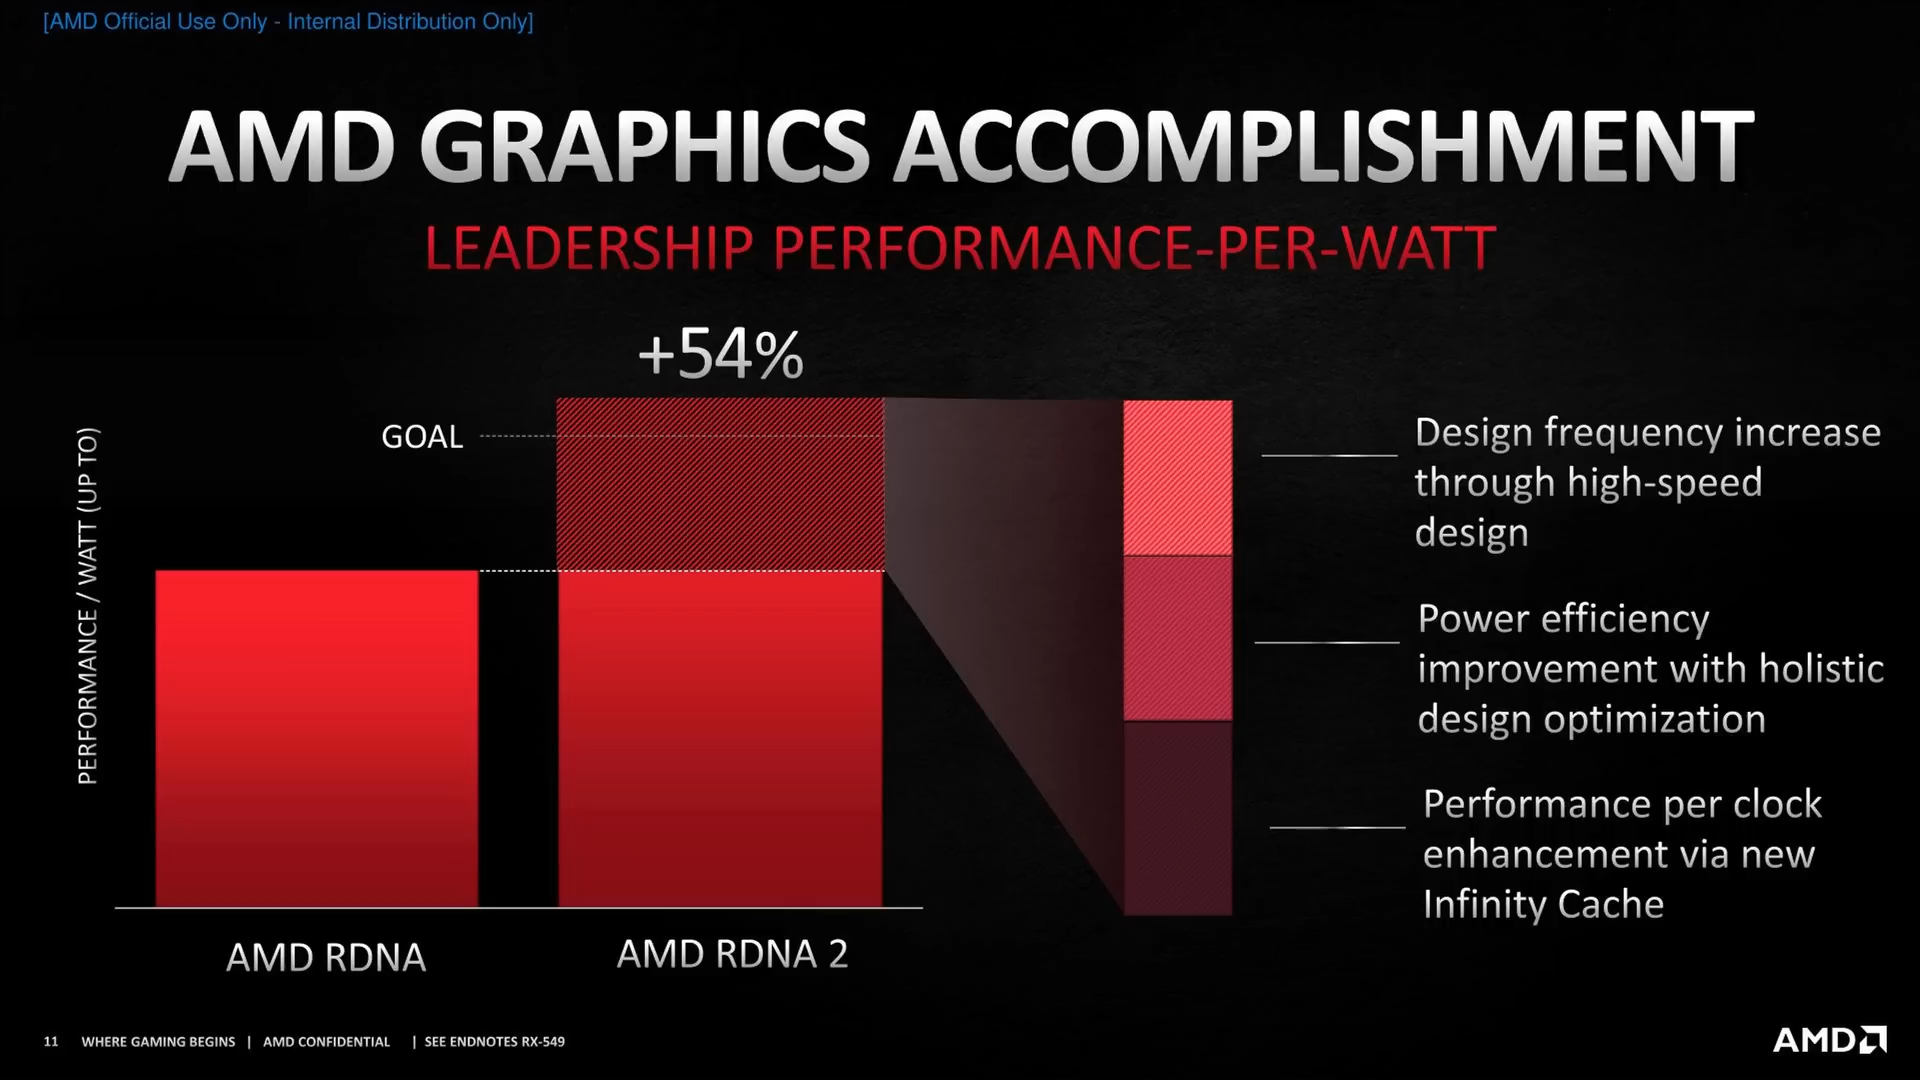 [AMD Official Use Only - Internal Distribution Only]
AMD GRAPHICS ACCOMPLISHMENT
LEADERSHIP PERFORMANCE-PER-WATT
+54%
GOAL
PERFORMANCE / WATT (UP TO)
AMD RDNA
AMD RDNA 2
Design frequency increase
through high-speed
design
Power efficiency
improvement with holistic
design optimization
Performance per clock
enhancement via new
Infinity Cache
11 WHERE GAMING BEGINS | AMD CONFIDENTIAL | SEE ENDNOTES RX-549
AMD